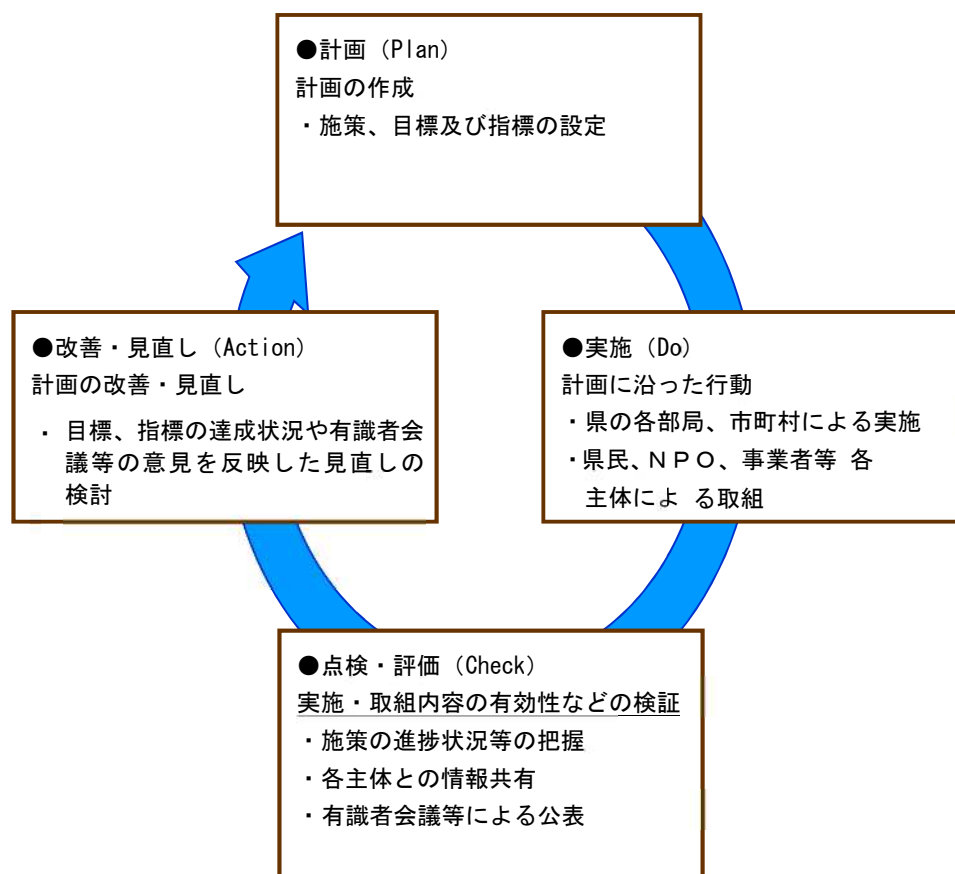 ●計画（Plan）
計画の作成
・施策、目標及び指標の設定
●改善・見直し（Action）
計画の改善・見直し
・ 目標、指標の達成状況や有識者会
議等の意見を反映した見直しの
検討
●実施（Do）
計画に沿った行動
・県の各部局、市町村による実施
・県民、ＮＰＯ、事業者等 各
主体によ る取組
●点検・評価（Check）
実施・取組内容の有効性などの検証
・施策の進捗状況等の把握
・各主体との情報共有
・有識者会議等による公表